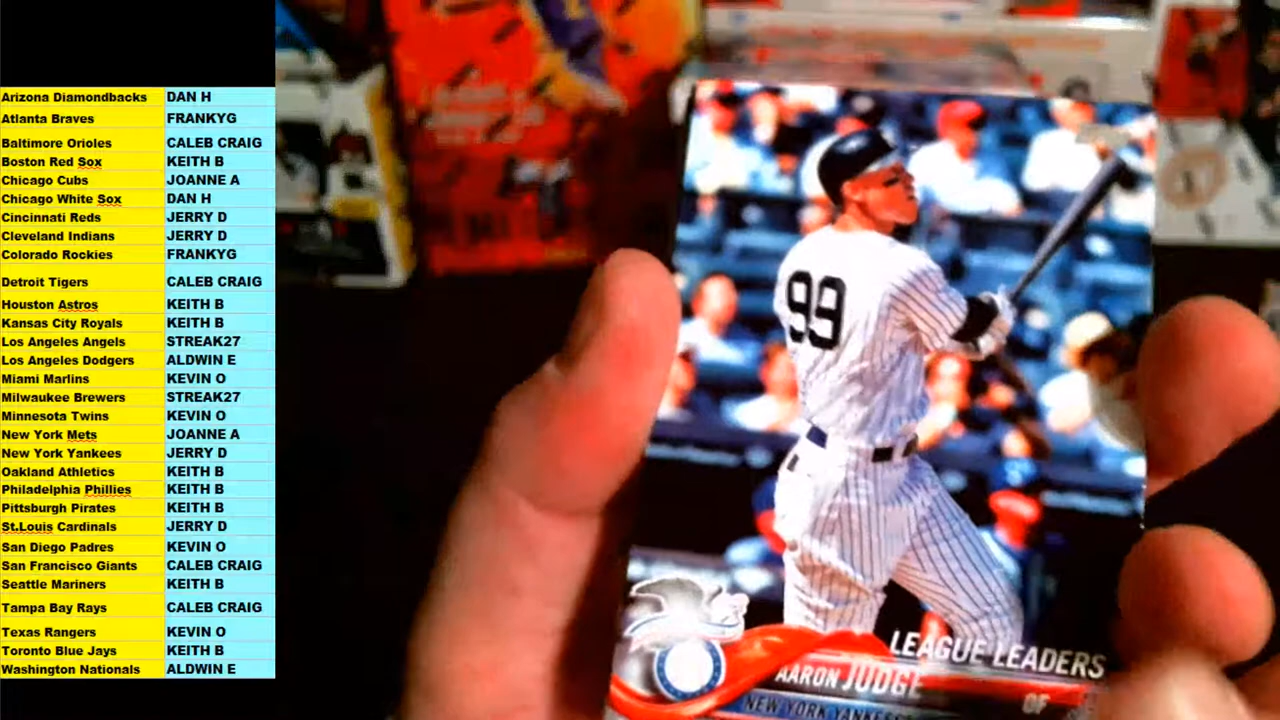 Arizona Diamondbacks DAN H
Atlanta Braves FRANKYG
Baltimore Orioles CALEB CRAIG
Boston Red Sox KEITH B
Chicago Cubs JOANNE A
Chicago White Sox DAN H
Cincinnati Reds JERRY D
Cleveland Indians JERRY D
Colorado Rockies FRANKYG
Detroit Tigers CALEB CRAIG
Houston Astros KEITH B
Kansas City Royals KEITH B
Los Angeles Angels STREAK27
Los Angeles Dodgers ALDWIN E
Miami Marlins KEVIN O
Milwaukee Brewers STREAK27
Minnesota Twins KEVIN O
New York Mets JOANNE A
New York Yankees JERRY D
Oakland Athletics KEITH B
Philadelphia Phillies KEITH B
Pittsburgh Pirates KEITH B
St.Louis Cardinals JERRY D
San Diego Padres KEVIN O
San Francisco Giants CALEB CRAIG
Seattle Mariners KEITH B
Tampa Bay Rays CALEB CRAIG
Texas Rangers KEVIN O
Toronto Blue Jays KEITH B
Washington Nationals ALDWIN E
99
LEAGUE LEADERS
AARON JUDGE
OF
NEW YORK YANKEES